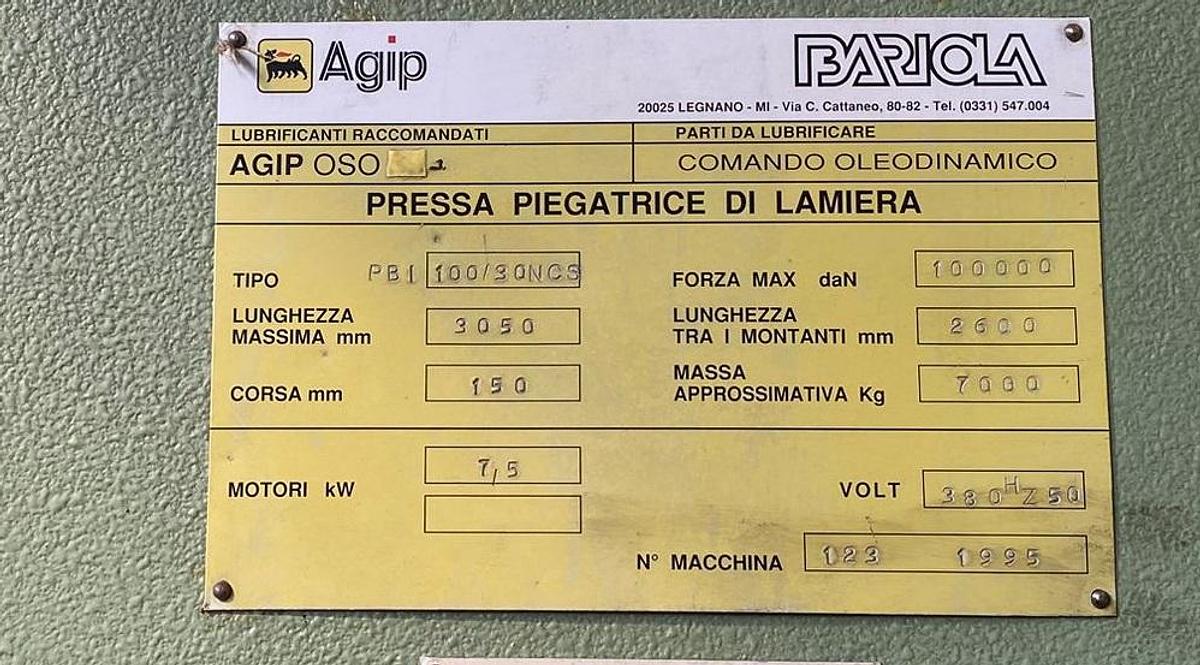 Agip BARIOLA
20025 LEGNANO - MI - Via C. Cattaneo, 80-82 - Tel. (0331) 547.004
LUBRIFICANTI RACCOMANDATI PARTI DA LUBRIFICARE
AGIP OSO COMANDO OLEODINAMICO
PRESSA PIEGATRICE DI LAMIERA
TIPO PBI 100/30NCS FORZA MAX daN 100000
LUNGHEZZA MASSIMA mm 3050 LUNGHEZZA TRA I MONTANTI mm 2600
CORSA mm 150 MASSA APPROSSIMATIVA Kg 7000
MOTORI kW 7,5 VOLT 380 HZ 50
N° MACCHINA 123 1995